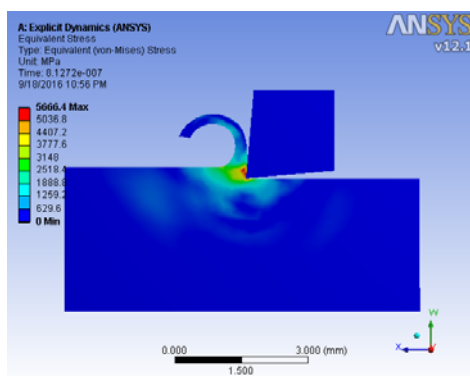 A: Explicit Dynamics (ANSYS)
Equivalent Stress
Type: Equivalent (von-Mises) Stress
Unit: MPa
Time: 8.1272e-007
9/18/2016 10:56 PM
ANSYS
v12.1
5666.4 Max
5036.8
4407.2
3777.6
3148
2518.4
1888.8
1259.2
629.6
0 Min
0.000
3.000 (mm)
1.500
X